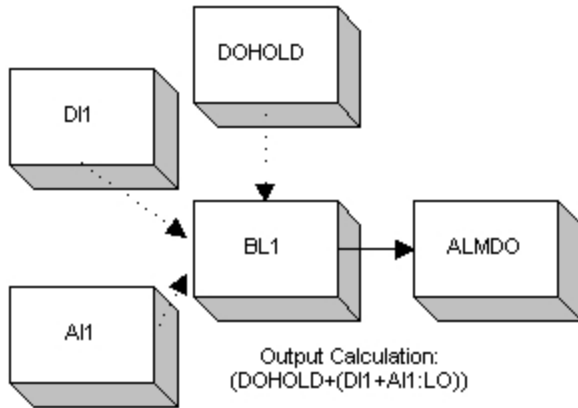 DOHOLD
DI1
BL1
ALMDO
AI1
Output Calculation:
(DOHOLD+(DI1+AI1:LO))